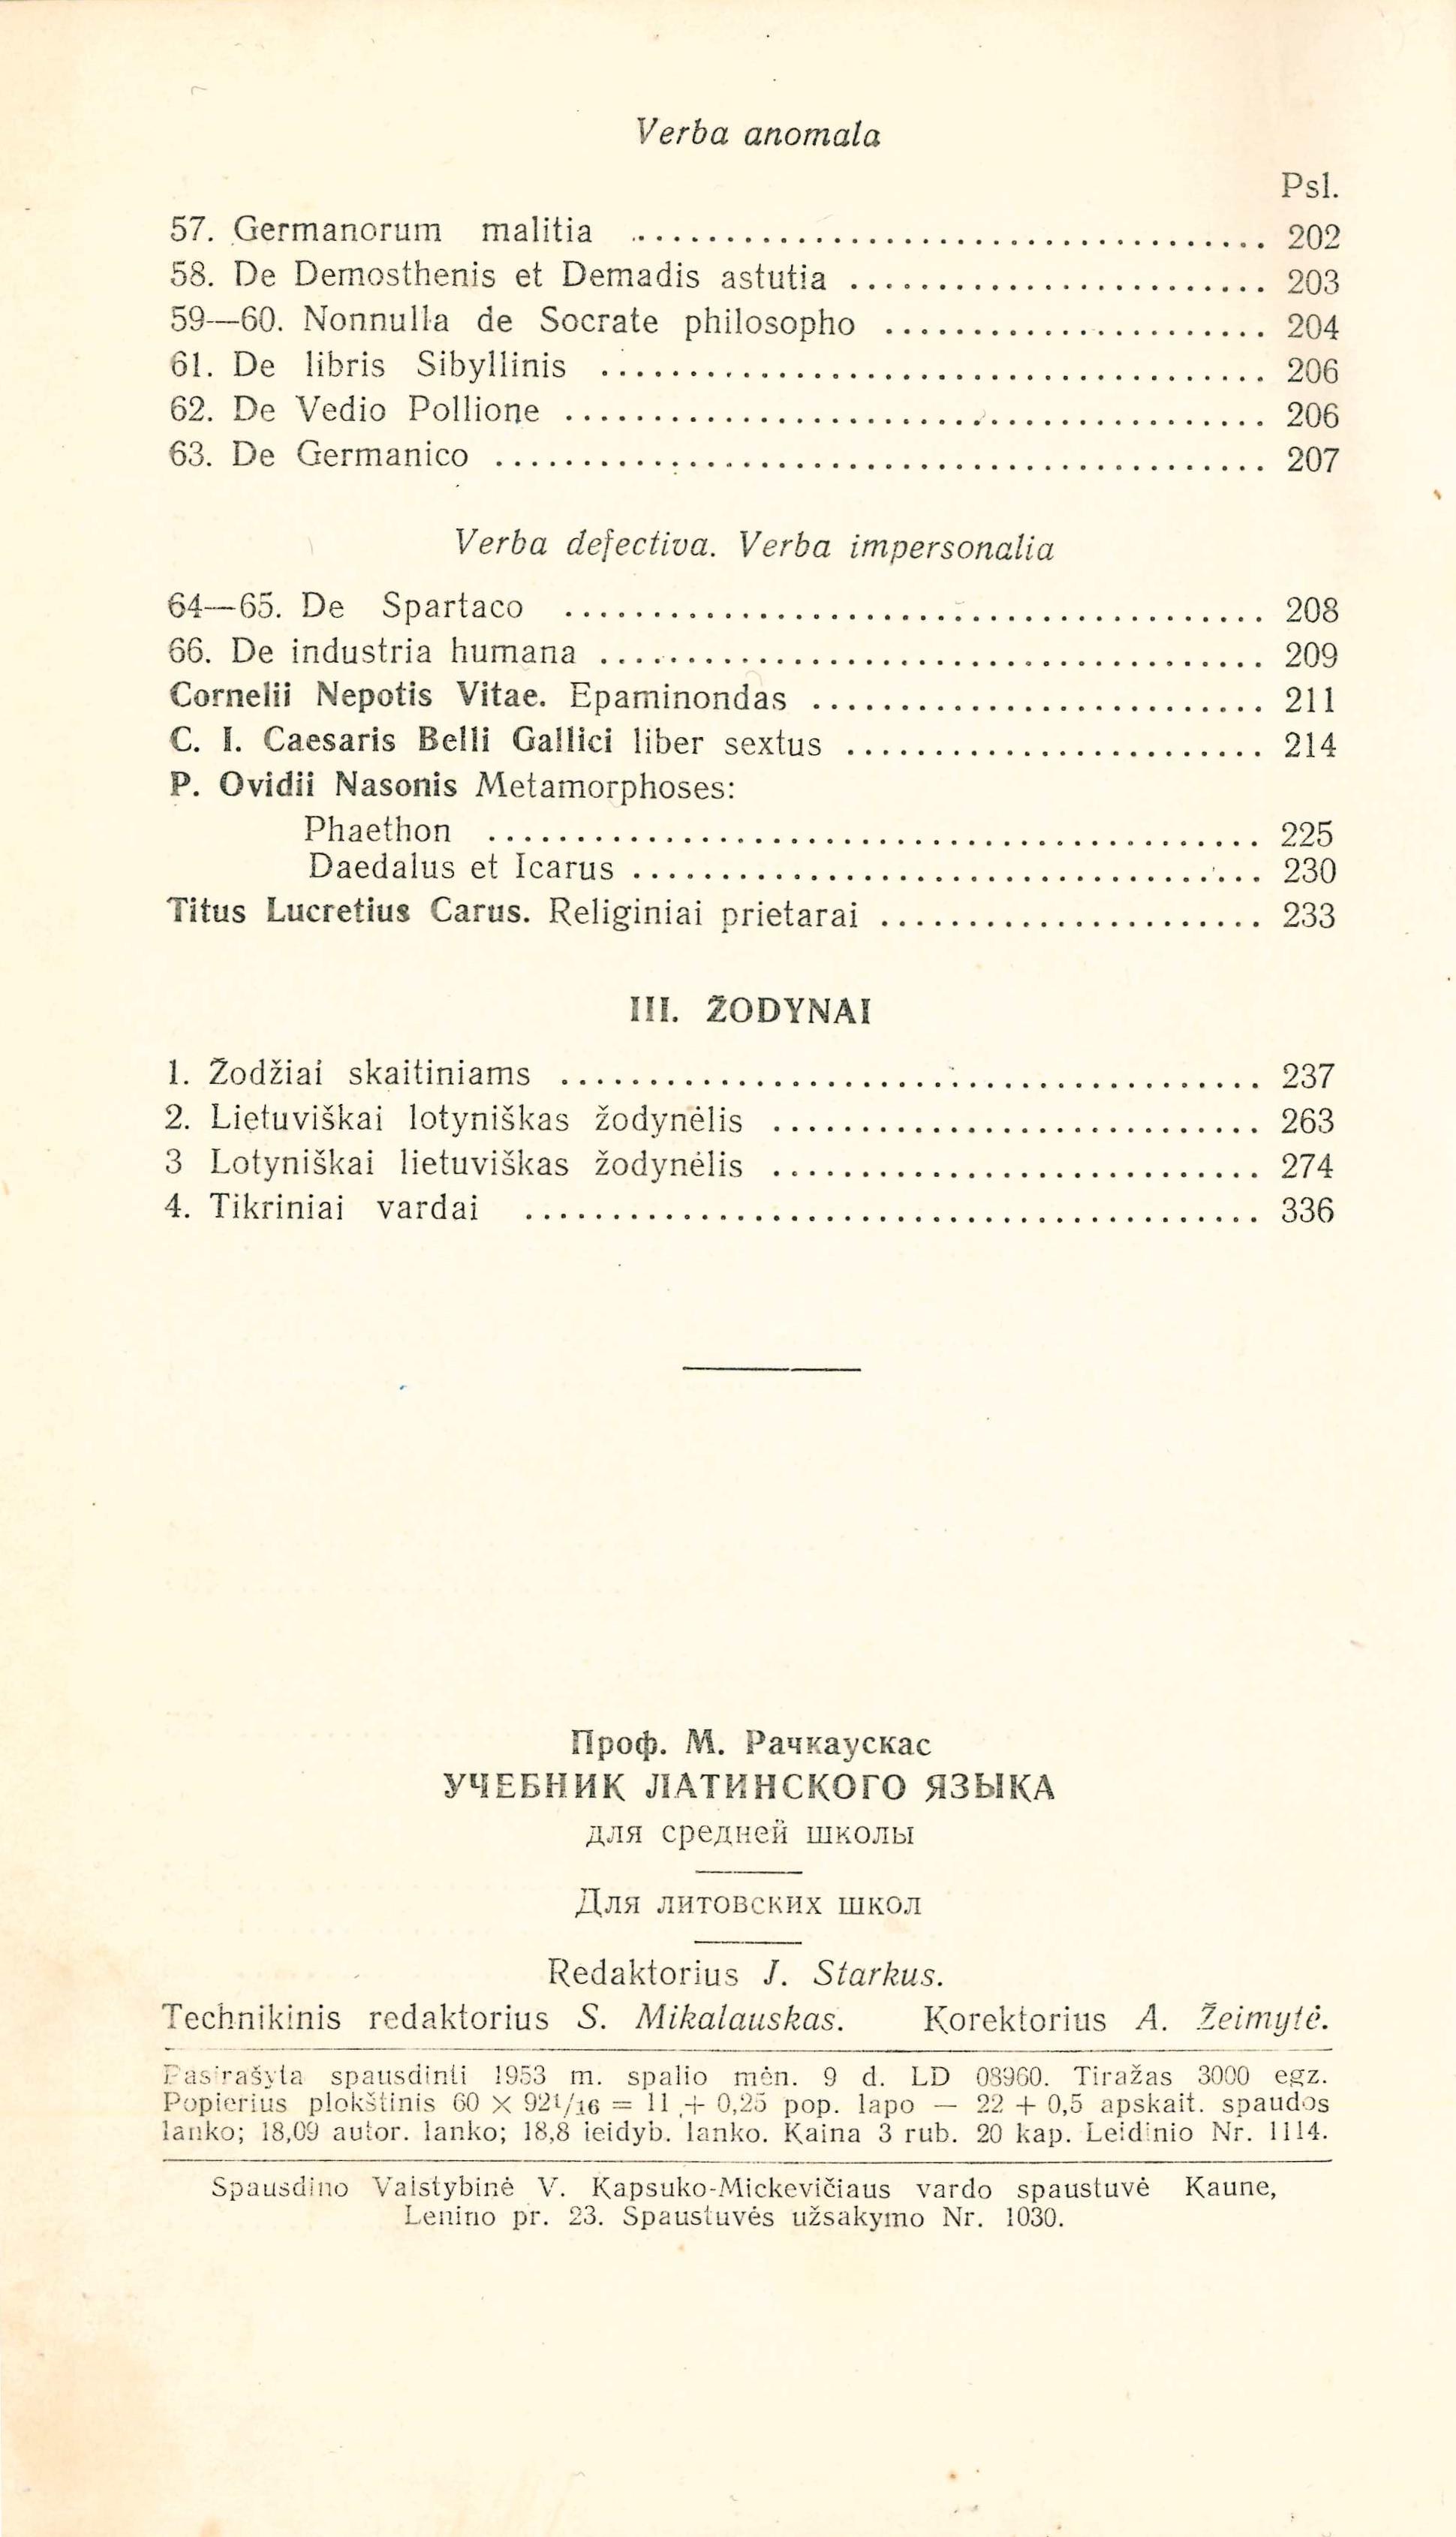 Verba anomala
Psl.
57. Germanorum malitia .................................... 202
58. De Demosthenis et Demadis astutia ........................ 203
59—60. Nonnulla de Socrate philosopho ...................... 204
61. De libris Sibyllinis ...................................... 206
62. De Vedio Pollione ........................................ 206
63. De Germanico ............................................ 207
Verba defectiva. Verba impersonalia
64—65. De Spartaco ........................................ 208
66. De industria humana ...................................... 209
Cornelii Nepotis Vitae. Epaminondas .......................... 211
C. I. Caesaris Belli Gallici liber sextus ........................ 214
P. Ovidii Nasonis Metamorphoses:
Phaethon ............................................ 225
Daedalus et Icarus .................................... 230
Titus Lucretius Carus. Religiniai prietarai ...................... 233
III. ŽODYNAI
1. Žodžiai skaitiniams ........................................ 237
2. Lietuviškai lotyniškas žodynėlis ............................ 263
3 Lotyniškai lietuviškas žodynėlis ............................ 274
4. Tikriniai vardai .......................................... 336
Проф. М. Рачкаускас
УЧЕБНИК ЛАТИНСКОГО ЯЗЫКА
для средней школы
Для литовских школ
Redaktorius J. Starkus.
Technikinis redaktorius S. Mikalauskas. Korektorius A. Žeimytė.
Pasirašyta spausdinti 1953 m. spalio mėn. 9 d. LD 08960. Tiražas 3000 egz.
Popierius plokštinis 60 × 92¹/₁₆ = 11 + 0,25 pop. lapo — 22 + 0,5 apskait. spaudos
lanko; 18,09 autor. lanko; 18,8 leidyb. lanko. Kaina 3 rub. 20 kap. Leidinio Nr. 1114.
Spausdino Valstybinė V. Kapsuko-Mickevičiaus vardo spaustuvė Kaune,
Lenino pr. 23. Spaustuvės užsakymo Nr. 1030.